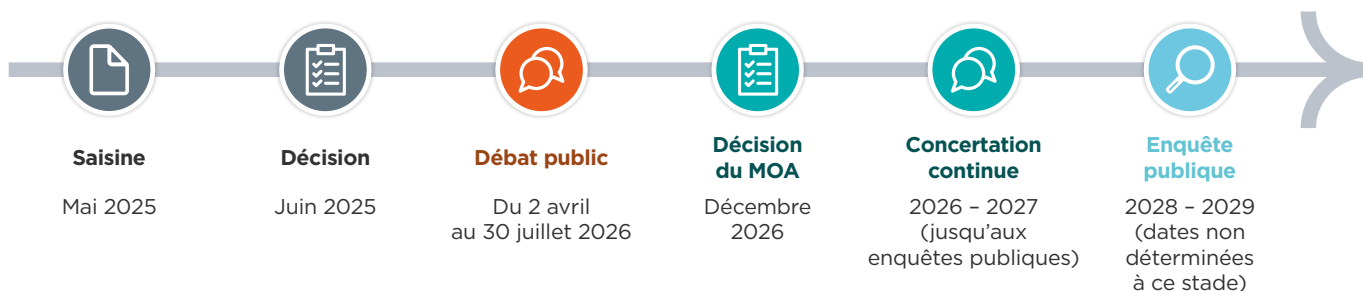 Saisine
Mai 2025
Décision
Juin 2025
Débat public
Du 2 avril
au 30 juillet 2026
Décision
du MOA
Décembre
2026
Concertation
continue
2026 – 2027
(jusqu’aux
enquêtes publiques)
Enquête
publique
2028 – 2029
(dates non
déterminées
à ce stade)